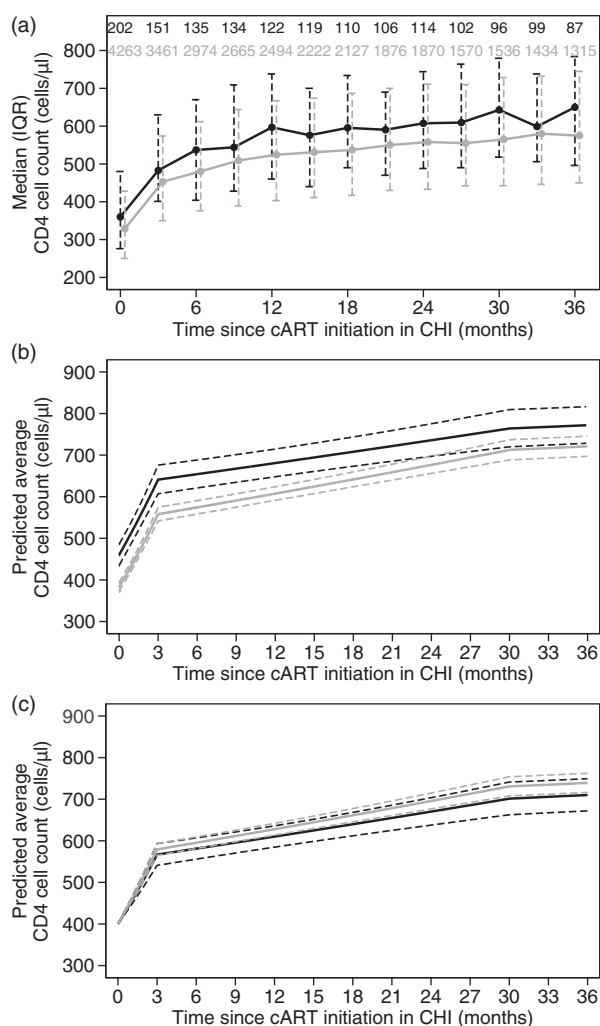 (a)
202 151 135 134 122 119 110 106 114 102 96 99 87
4263 3461 2974 2665 2494 2222 2127 1876 1870 1570 1536 1434 1315
800
700
600
500
400
300
200
Median (IQR)
CD4 cell count (cells/µl)
0 6 12 18 24 30 36
Time since cART initiation in CHI (months)
(b)
900
800
700
600
500
400
300
Predicted average
CD4 cell count (cells/µl)
0 3 6 9 12 15 18 21 24 27 30 33 36
Time since cART initiation in CHI (months)
(c)
900
800
700
600
500
400
300
Predicted average
CD4 cell count (cells/µl)
0 3 6 9 12 15 18 21 24 27 30 33 36
Time since cART initiation in CHI (months)